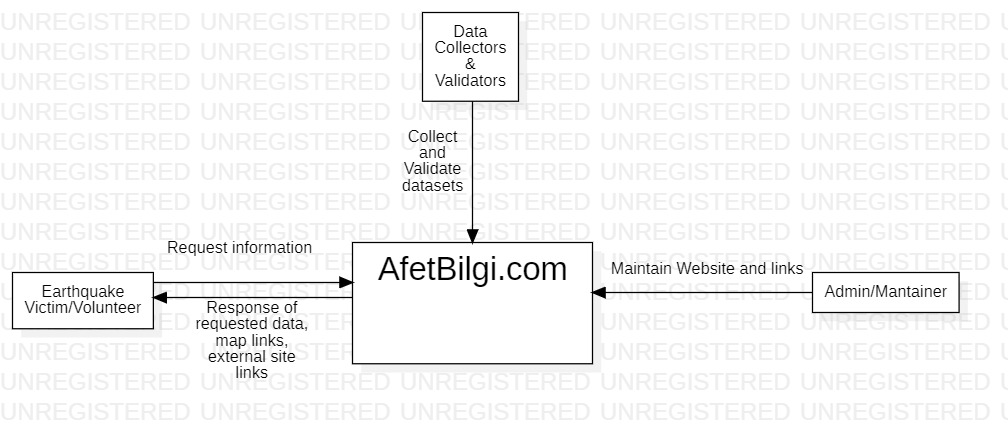 Data
Collectors
&
Validators
Collect
and
Validate
datasets
Request information
AfetBilgi.com
Maintain Website and links
Earthquake
Victim/Volunteer
Admin/Mantainer
Response of
requested data,
map links,
external site
links
UNREGISTERED UNREGISTERED UNREGISTERED UNREGISTERED UNREGISTERED